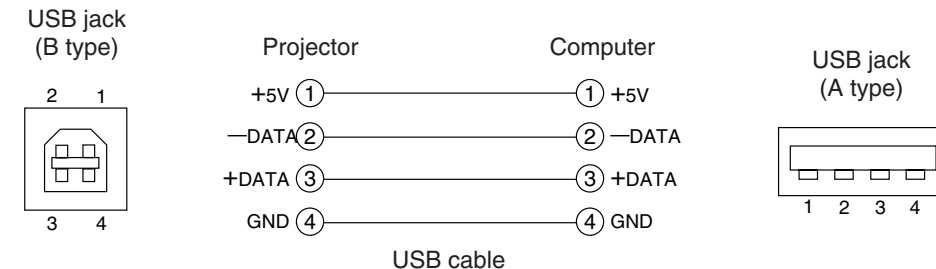 USB jack
(B type)
2 1
3 4
Projector Computer
+5V 1 1 +5V
—DATA 2 2 —DATA
+DATA 3 3 +DATA
GND 4 4 GND
USB cable
USB jack
(A type)
1 2 3 4